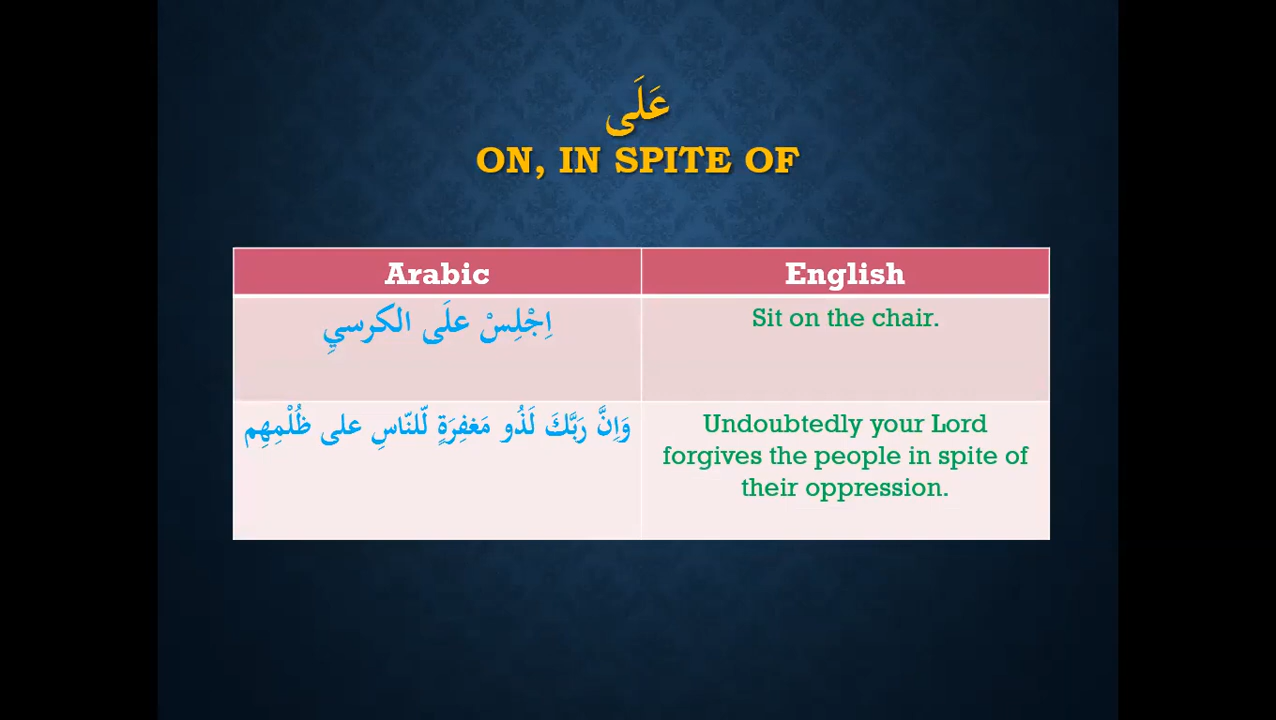 عَلَى
ON, IN SPITE OF
Arabic
English
اِجْلِسْ علَى الكرسيِ
Sit on the chair.
وَاِنَّ رَبَّكَ لَذُو مَغفِرَةٍ لّلنّاسِ على ظُلْمِهِم
Undoubtedly your Lord
forgives the people in spite of
their oppression.